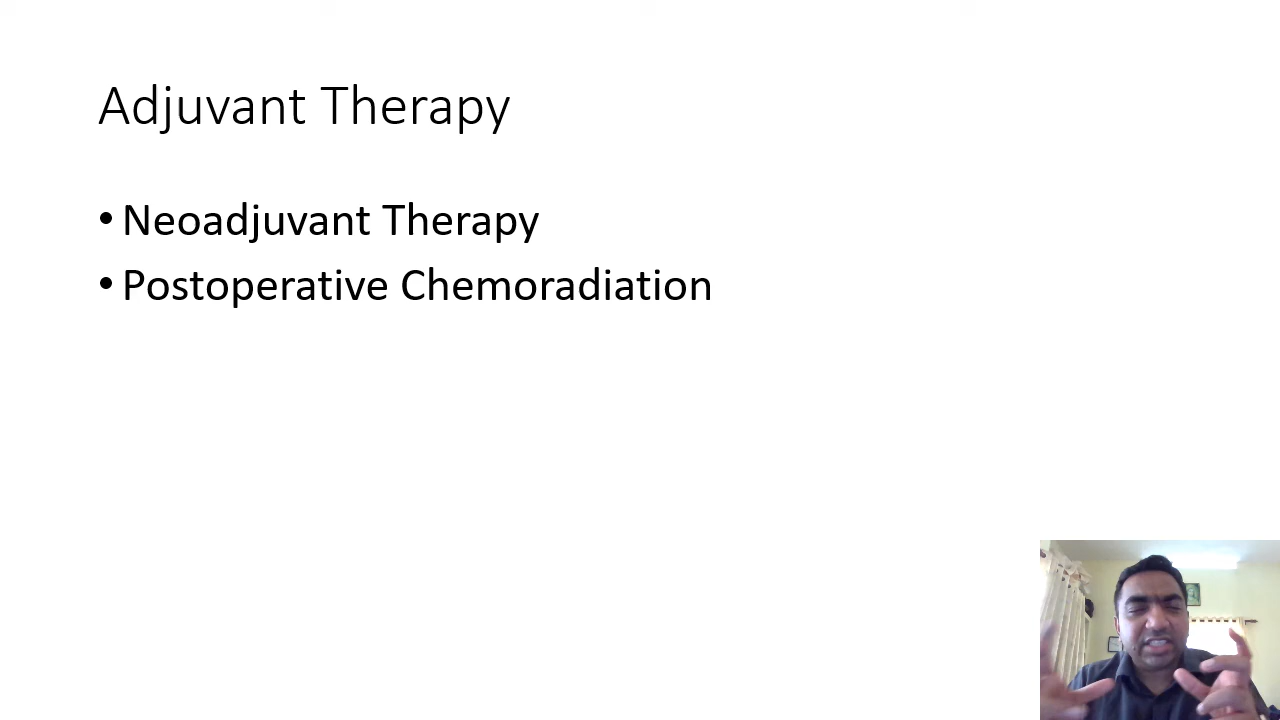 Adjuvant Therapy
• Neoadjuvant Therapy
• Postoperative Chemoradiation